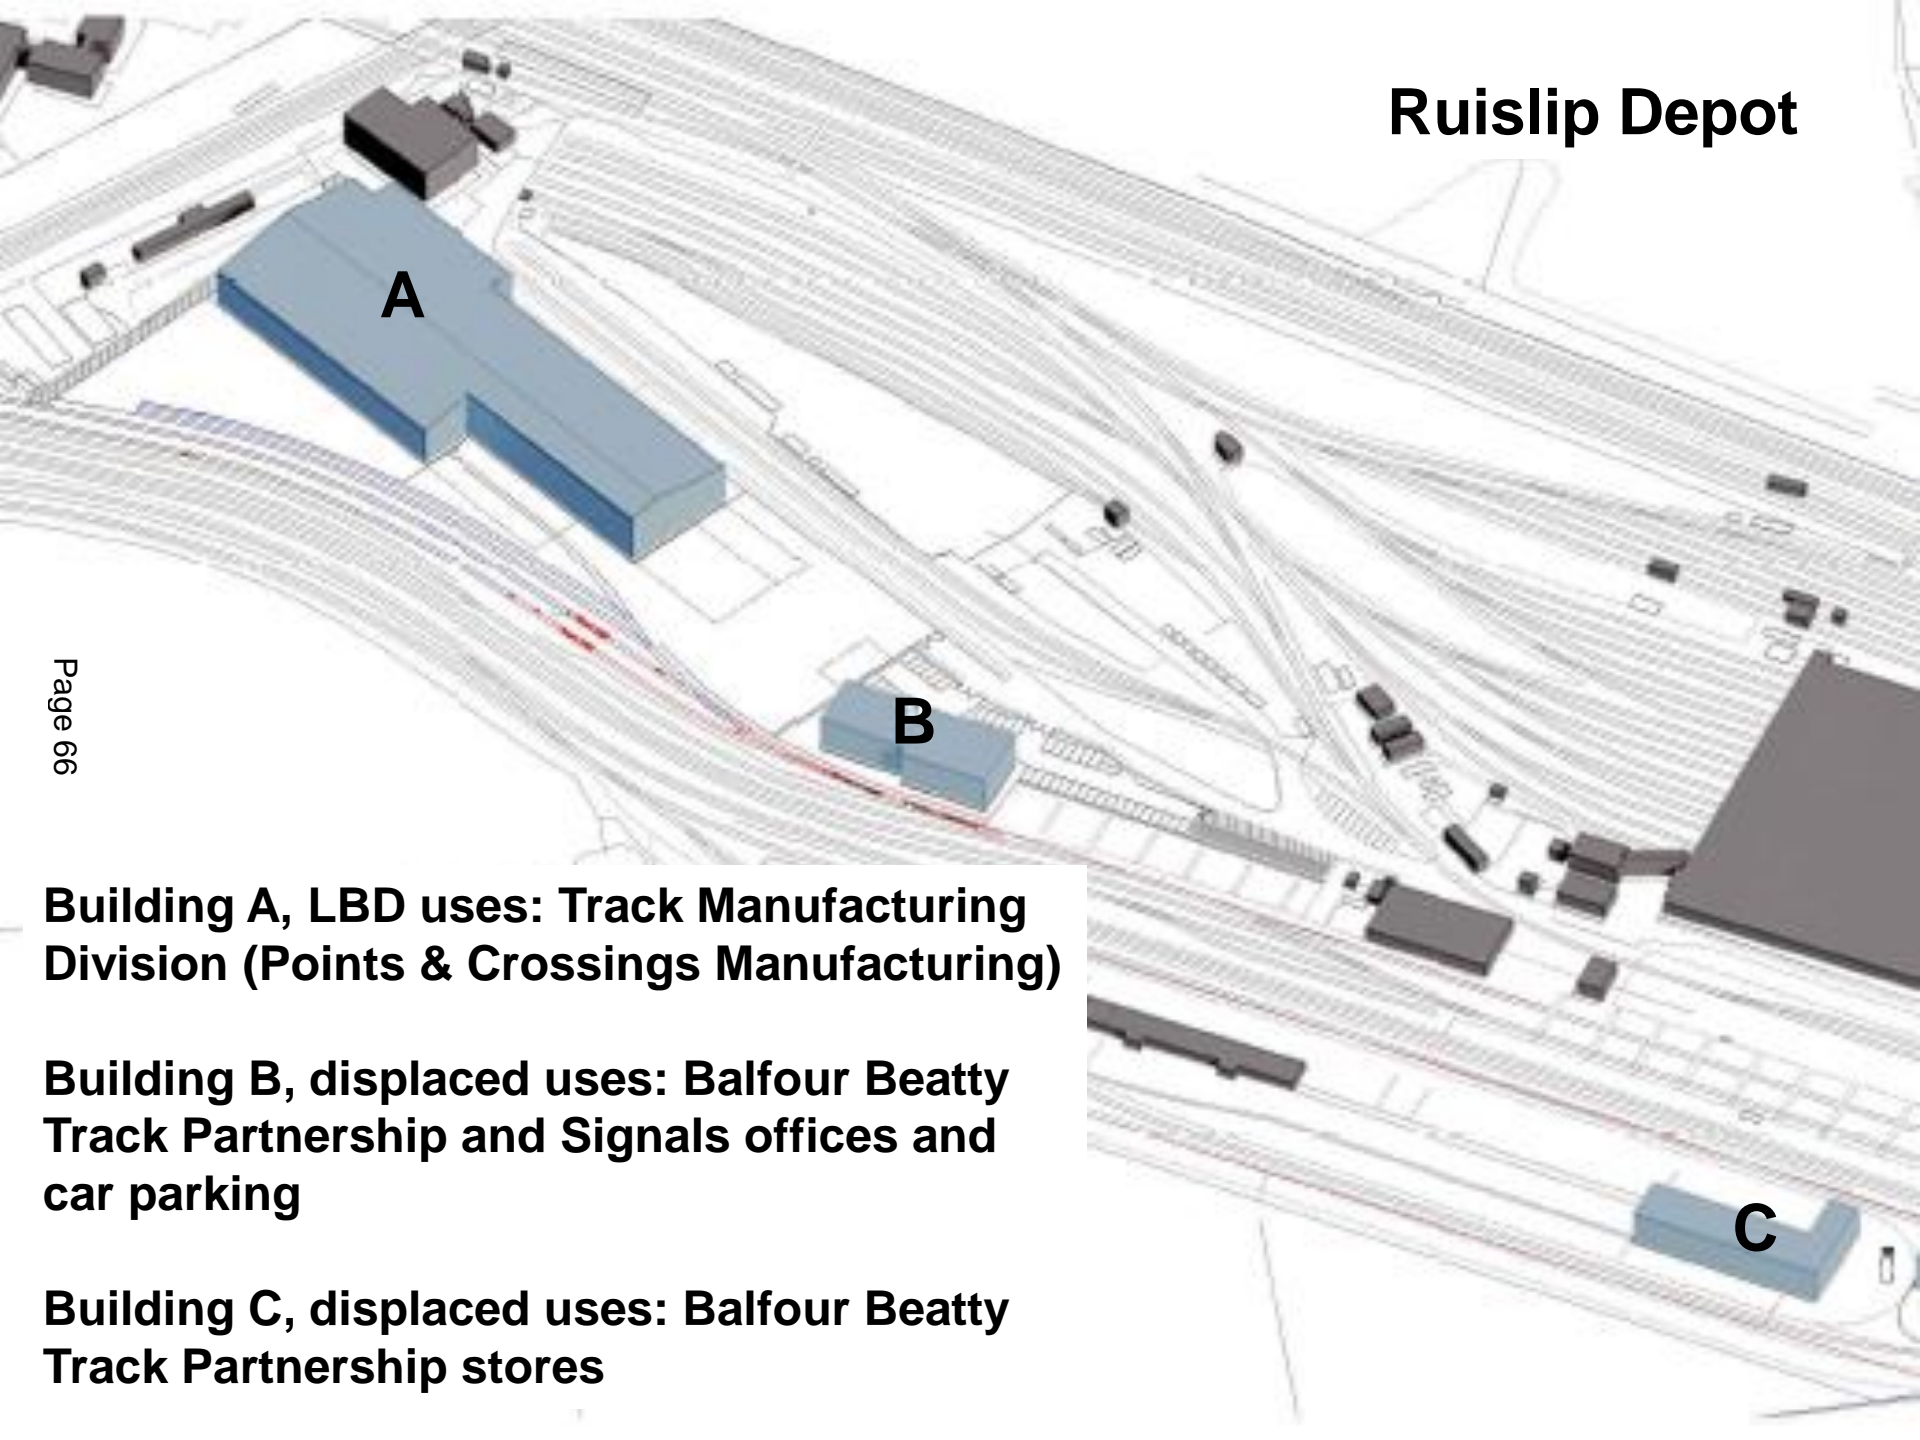 Ruislip Depot
A
B
C
Page 66
Building A, LBD uses: Track Manufacturing
Division (Points & Crossings Manufacturing)
Building B, displaced uses: Balfour Beatty
Track Partnership and Signals offices and
car parking
Building C, displaced uses: Balfour Beatty
Track Partnership stores